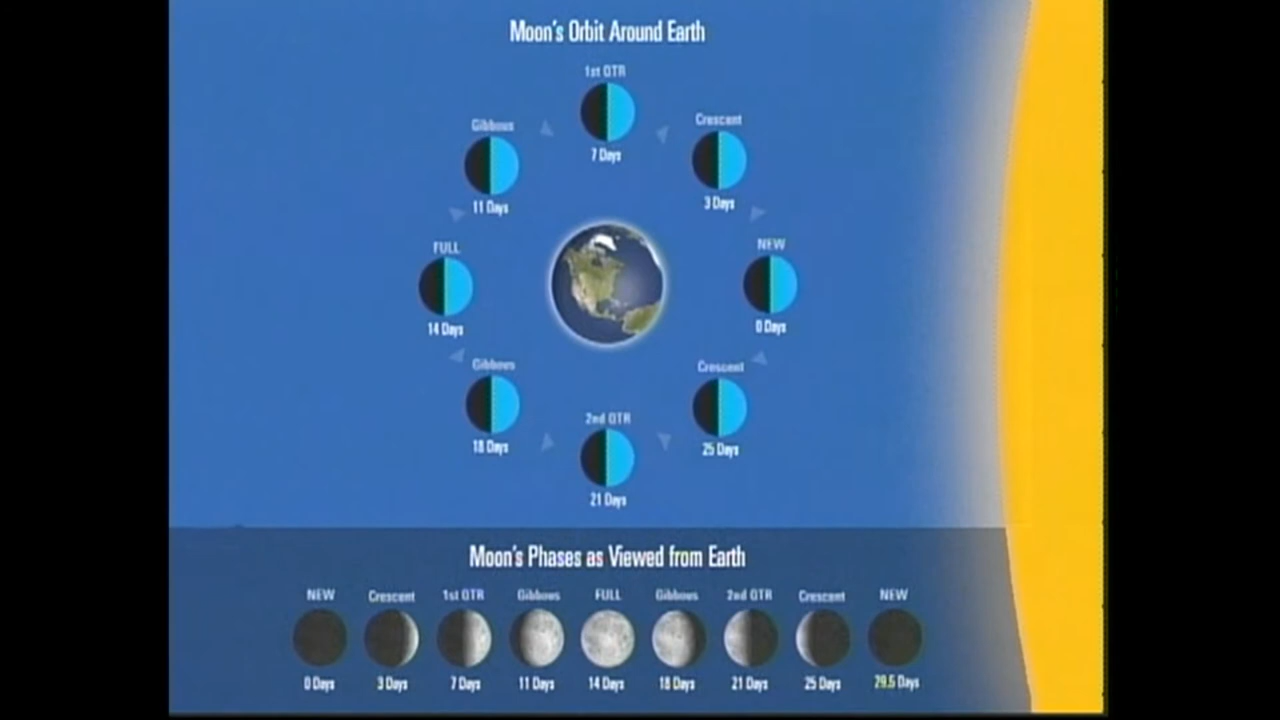 Moon's Orbit Around Earth
1st QTR
7 Days
Crescent
3 Days
Gibbous
11 Days
NEW
0 Days
FULL
14 Days
Crescent
25 Days
Gibbous
18 Days
2nd QTR
21 Days
Moon's Phases as Viewed from Earth
NEW Crescent 1st QTR Gibbous FULL Gibbous 2nd QTR Crescent NEW
0 Days 3 Days 7 Days 11 Days 14 Days 18 Days 21 Days 25 Days 29.5 Days